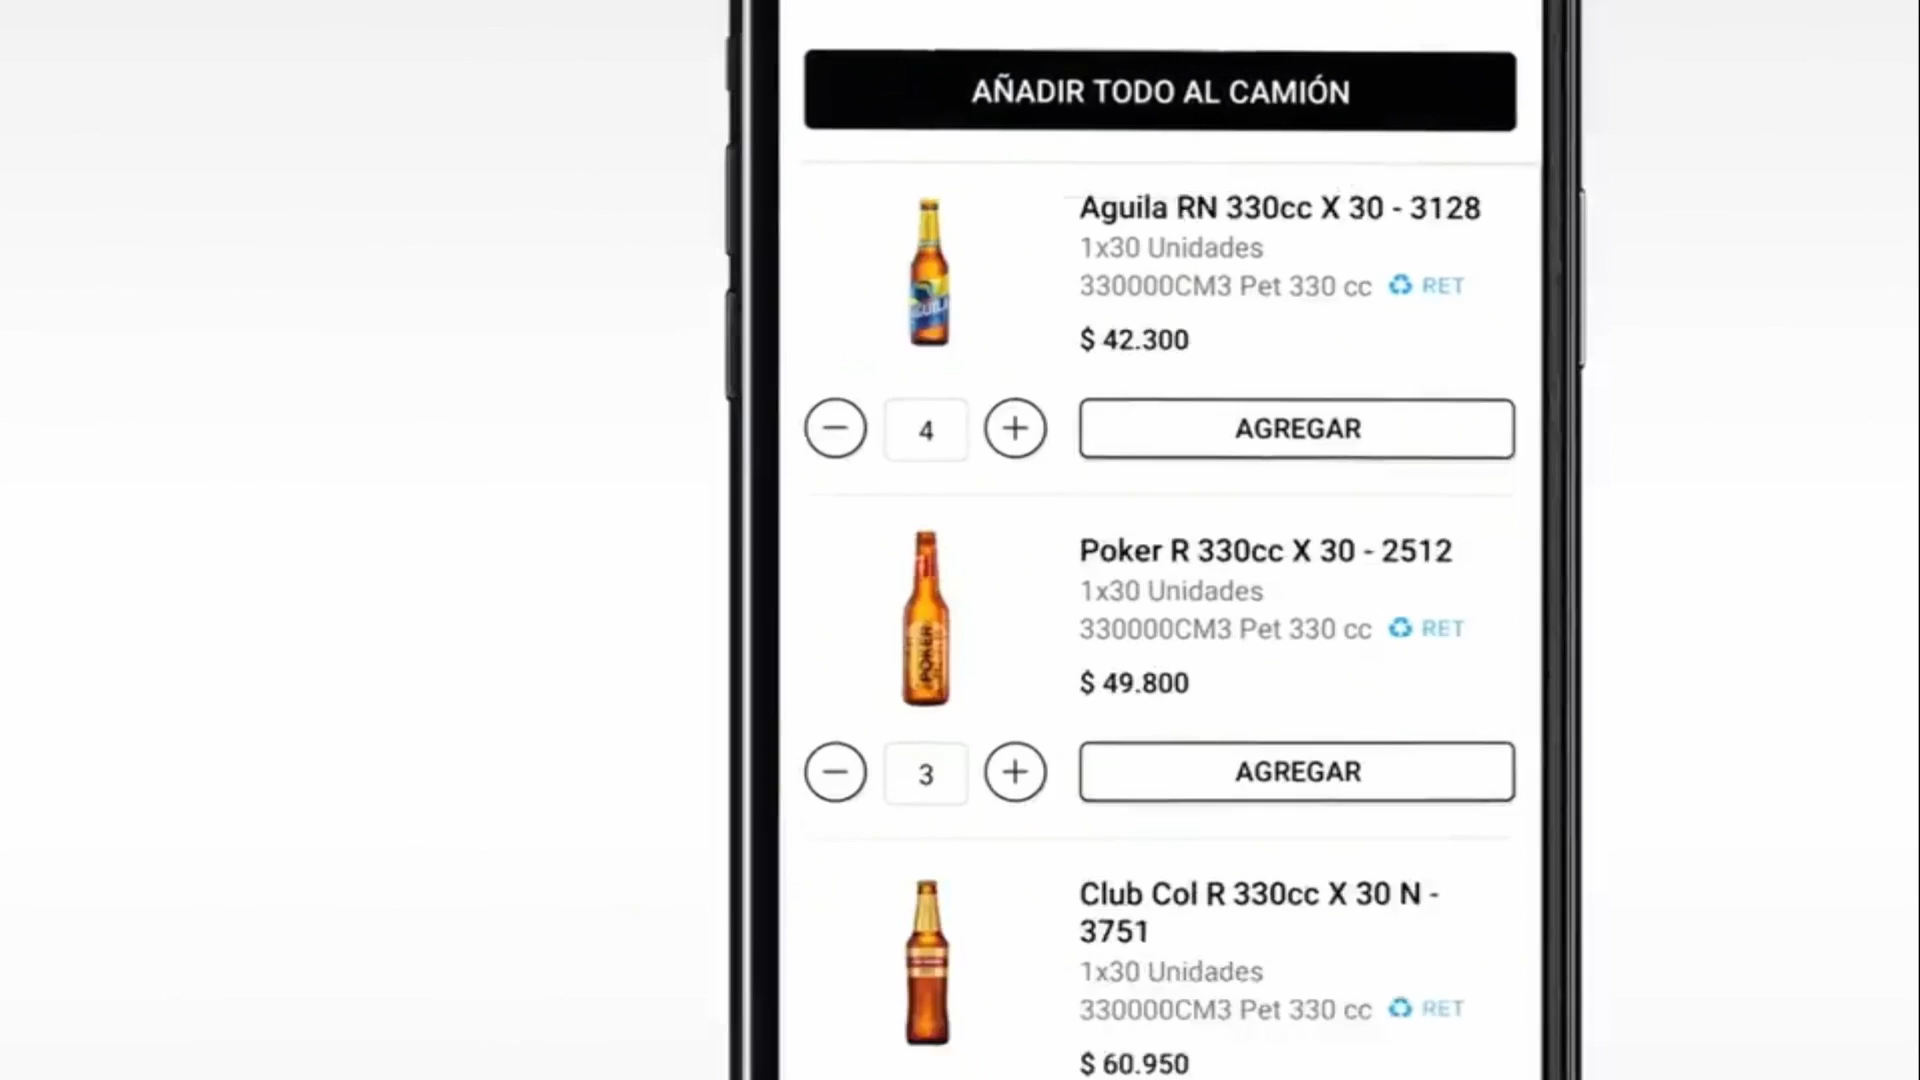 AÑADIR TODO AL CAMIÓN
Aguila RN 330cc X 30 - 3128
1x30 Unidades
330000CM3 Pet 330 cc RET
$ 42.300
4
AGREGAR
Poker R 330cc X 30 - 2512
1x30 Unidades
330000CM3 Pet 330 cc RET
$ 49.800
POKER
3
AGREGAR
Club Col R 330cc X 30 N -
3751
1x30 Unidades
330000CM3 Pet 330 cc RET
$ 60.950